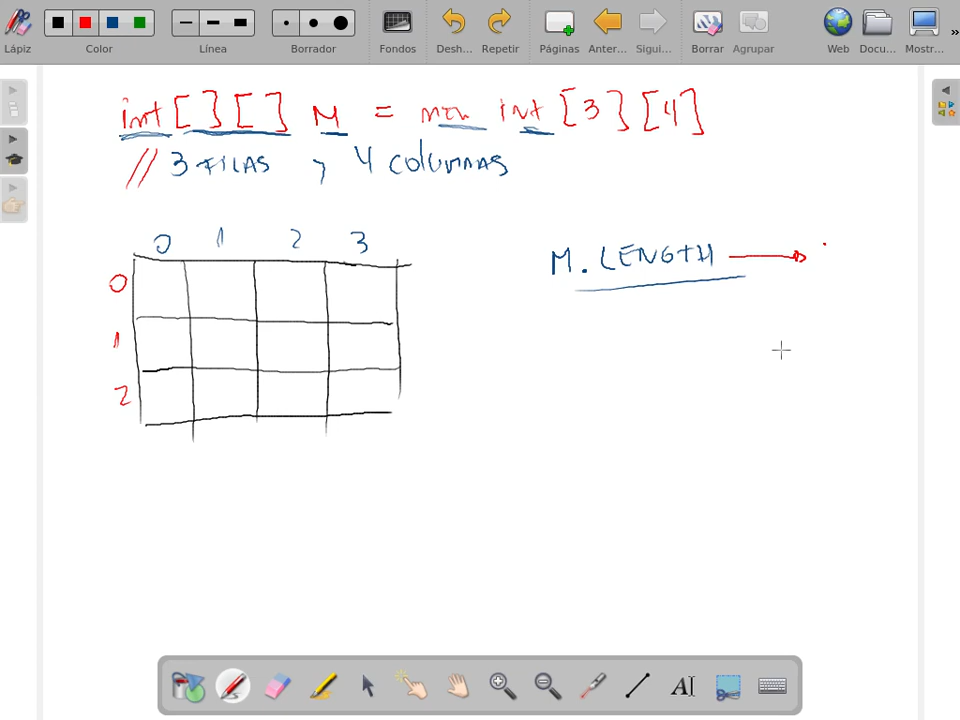 Lápiz Color Línea Borrador Fondos Desh... Repetir Páginas Anter... Sigui... Borrar Agrupar Web Docu... Mostr... »
int [ ] [ ] M = new int [3] [4]
// 3 FILAS y 4 COLUMNAS
0 1 2 3
M. LENGTH
0
1
2
A